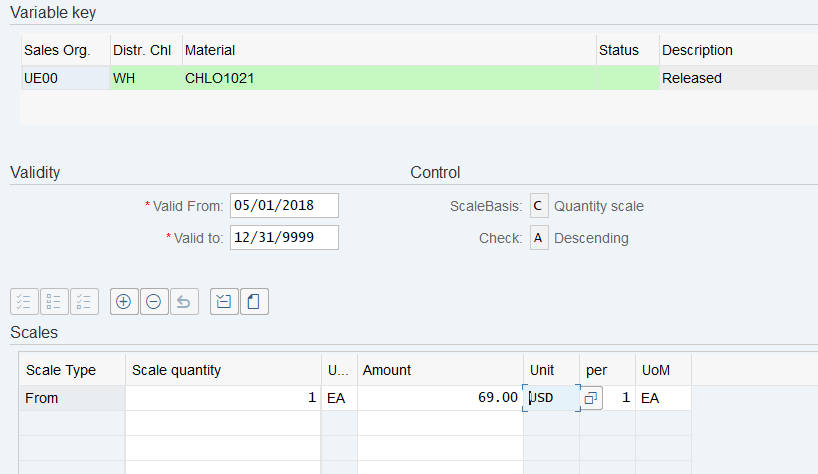 Variable key
Sales Org. Distr. Chl Material Status Description
UE00 WH CHLO1021 Released
Validity Control
* Valid From: 05/01/2018 ScaleBasis: C Quantity scale
* Valid to: 12/31/9999 Check: A Descending
Scales
Scale Type Scale quantity U... Amount Unit per UoM
From 1 EA 69.00 USD 1 EA